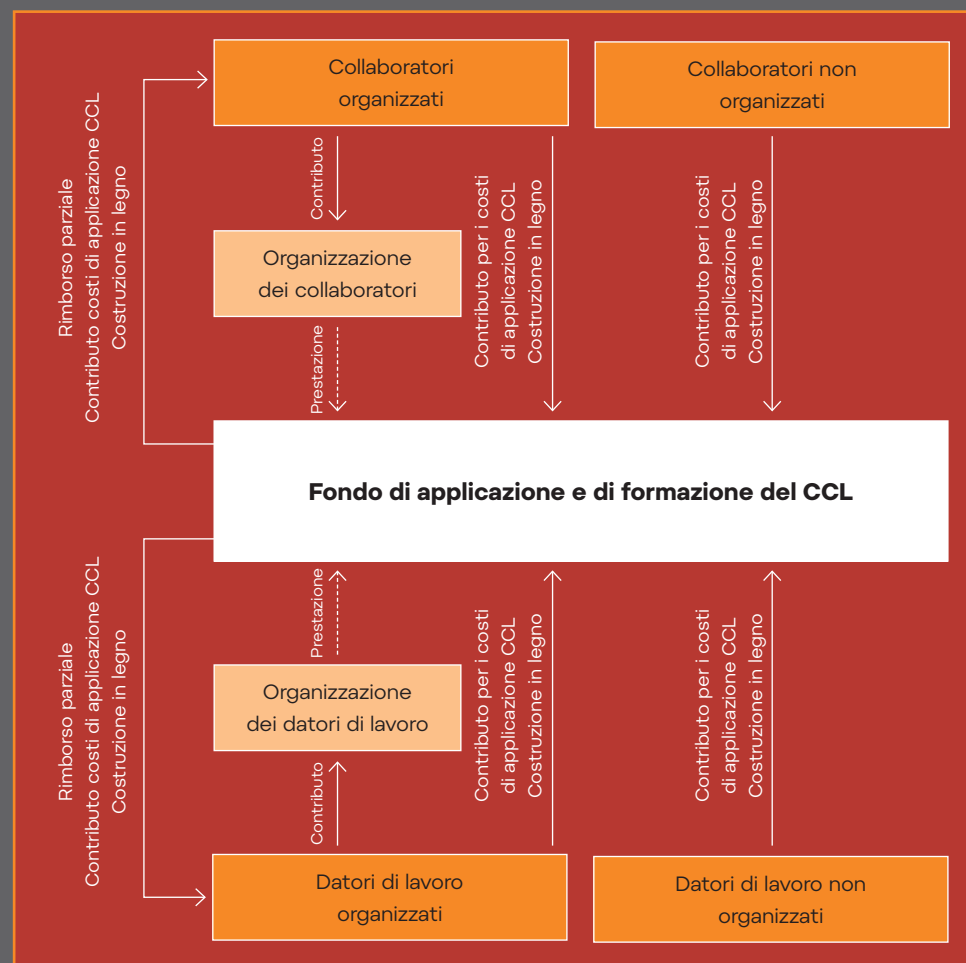 Collaboratori
organizzati
Collaboratori non
organizzati
Rimborso parziale
Contributo costi di applicazione CCL
Costruzione in legno
Contributo
Contributo per i costi
di applicazione CCL
Costruzione in legno
Contributo per i costi
di applicazione CCL
Costruzione in legno
Organizzazione
dei collaboratori
Prestazione
Fondo di applicazione e di formazione del CCL
Rimborso parziale
Contributo costi di applicazione CCL
Costruzione in legno
Prestazione
Contributo per i costi
di applicazione CCL
Costruzione in legno
Contributo per i costi
di applicazione CCL
Costruzione in legno
Organizzazione
dei datori di lavoro
Contributo
Datori di lavoro
organizzati
Datori di lavoro non
organizzati